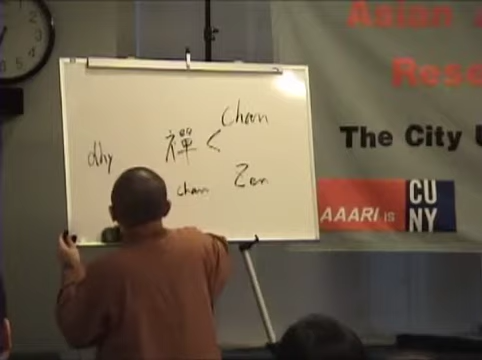 Asian
Rese
The City U
AAARI is
CU
NY
Chan
禪 <
dhy
chan
Zen